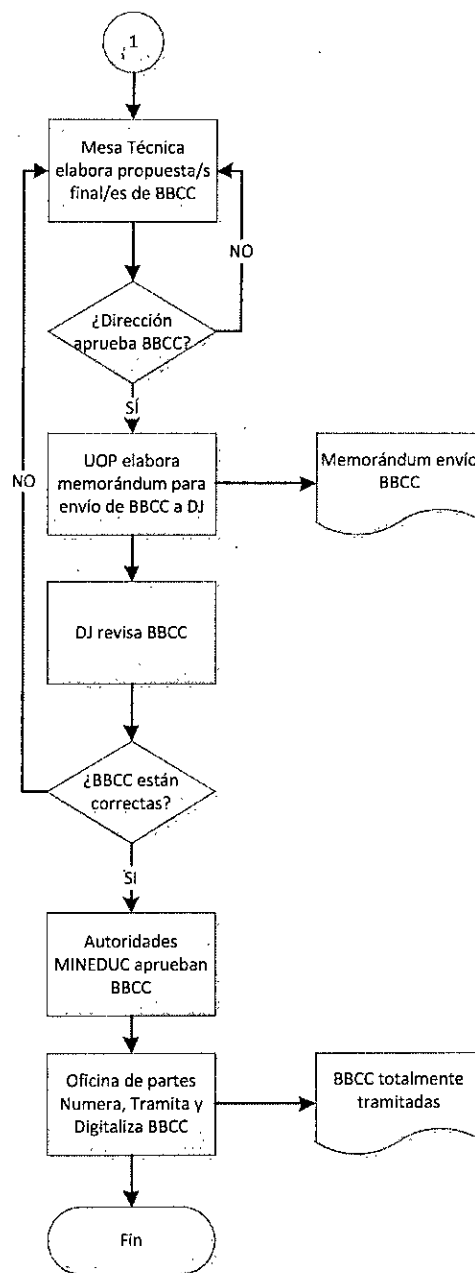 1
Mesa Técnica
elabora propuesta/s
final/es de BBCC
NO
¿Dirección
aprueba BBCC?
SÍ
UOP elabora
memorándum para
envío de BBCC a DJ
Memorándum envío
BBCC
NO
DJ revisa BBCC
¿BBCC están
correctas?
SÍ
Autoridades
MINEDUC aprueban
BBCC
Oficina de partes
Numera, Tramita y
Digitaliza BBCC
BBCC totalmente
tramitadas
Fin